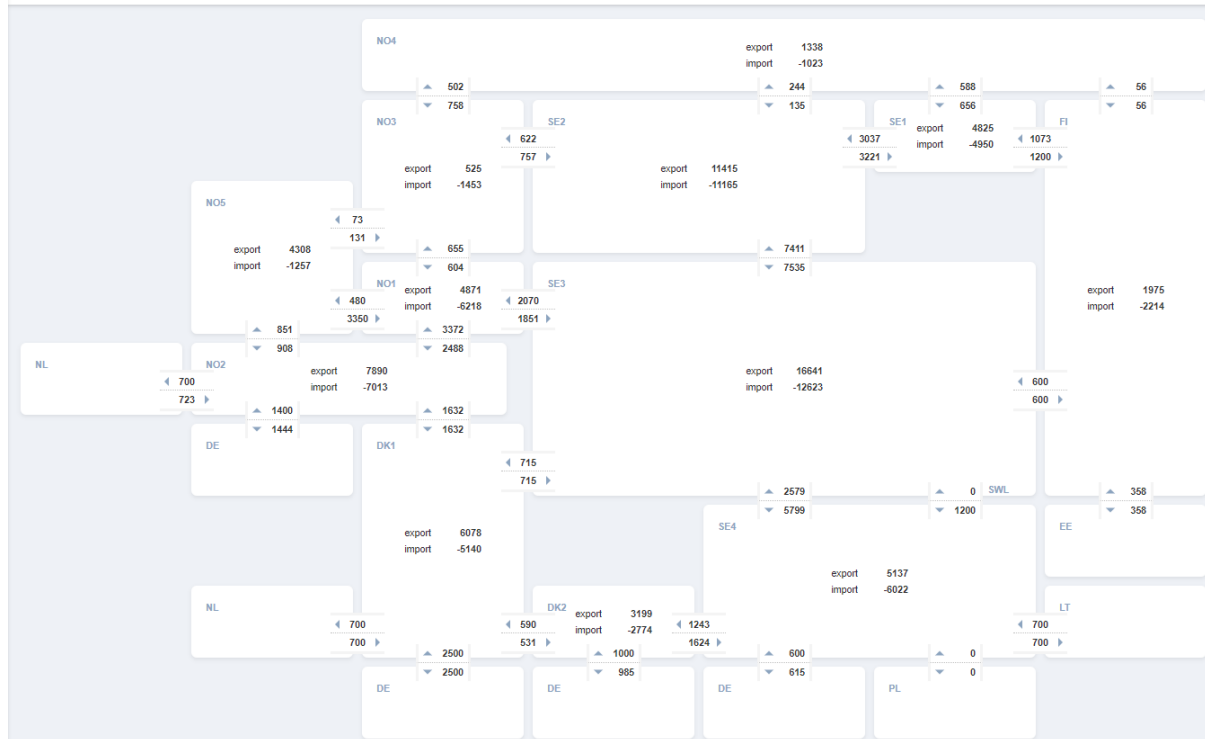 NO4
export 1338
import -1023
502
758
244
135
588
656
56
56
NO3
SE2
SE1
FI
export 4825
import -4950
622
757
3037
3221
1073
1200
export 525
import -1453
export 11415
import -11165
NO5
73
131
export 4308
import -1257
655
604
7411
7535
NO1
SE3
export 4871
import -6218
480
3350
2070
1851
export 1975
import -2214
851
908
3372
2488
NL
NO2
export 7890
import -7013
export 16641
import -12623
700
723
600
600
1400
1444
1632
1632
DE
DK1
715
715
2579
5799
0
1200
SWL
358
358
SE4
EE
export 6078
import -5140
export 5137
import -6022
NL
DK2
LT
export 3199
import -2774
700
700
590
531
1243
1624
700
700
2500
2500
1000
985
600
615
0
0
DE
DE
DE
PL